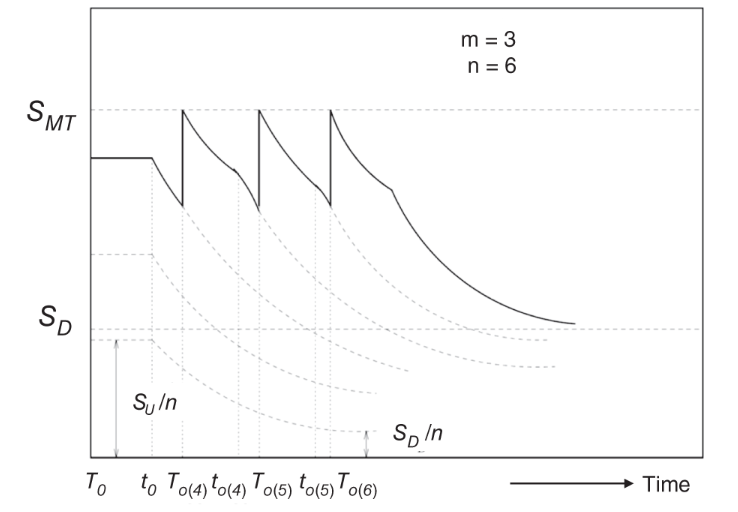 m = 3
n = 6
S_MT
S_D
S_U/n
S_D/n
T_0 t_0 T_o(4) t_o(4) T_o(5) t_o(5) T_o(6) Time